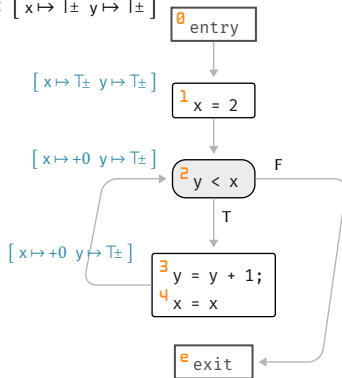 [ x ↦ ⊤± y ↦ ⊤± ]
0 entry
[ x ↦ ⊤± y ↦ ⊤± ]
1 x = 2
[ x ↦ +0 y ↦ ⊤± ]
2 y < x
F
T
[ x ↦ +0 y ↦ ⊤± ]
3 y = y + 1;
4 x = x
e exit